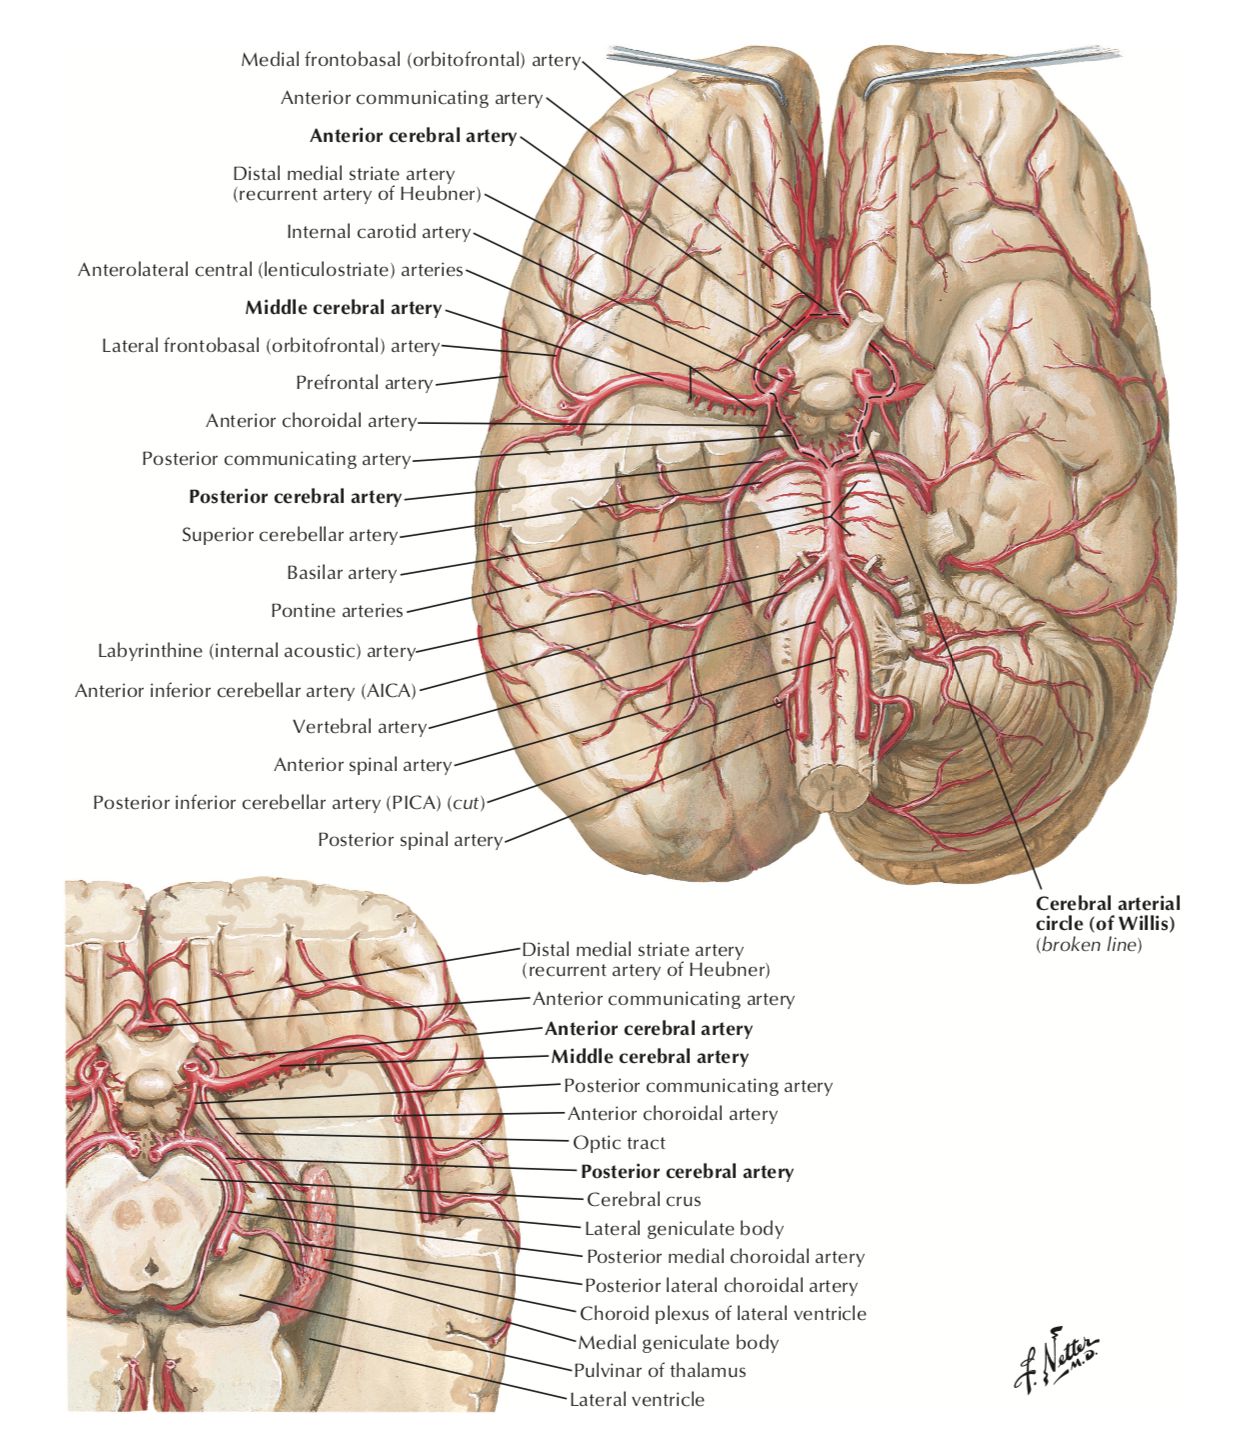 Medial frontobasal (orbitofrontal) artery
Anterior communicating artery
Anterior cerebral artery
Distal medial striate artery
(recurrent artery of Heubner)
Internal carotid artery
Anterolateral central (lenticulostriate) arteries
Middle cerebral artery
Lateral frontobasal (orbitofrontal) artery
Prefrontal artery
Anterior choroidal artery
Posterior communicating artery
Posterior cerebral artery
Superior cerebellar artery
Basilar artery
Pontine arteries
Labyrinthine (internal acoustic) artery
Anterior inferior cerebellar artery (AICA)
Vertebral artery
Anterior spinal artery
Posterior inferior cerebellar artery (PICA) (cut)
Posterior spinal artery
Cerebral arterial
circle (of Willis)
(broken line)
Distal medial striate artery
(recurrent artery of Heubner)
Anterior communicating artery
Anterior cerebral artery
Middle cerebral artery
Posterior communicating artery
Anterior choroidal artery
Optic tract
Posterior cerebral artery
Cerebral crus
Lateral geniculate body
Posterior medial choroidal artery
Posterior lateral choroidal artery
Choroid plexus of lateral ventricle
Medial geniculate body
Pulvinar of thalamus
Lateral ventricle
F. Netter
M.D.